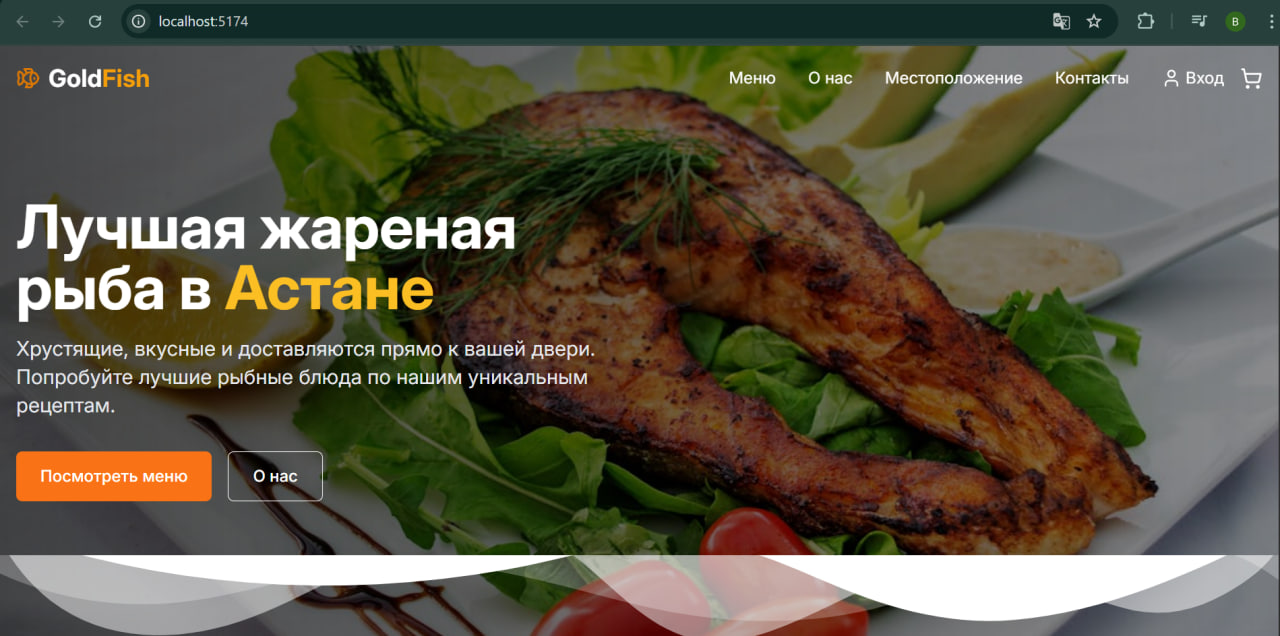 localhost:5174
B
GoldFish
Меню О нас Местоположение Контакты Вход
Лучшая жареная
рыба в Астане
Хрустящие, вкусные и доставляются прямо к вашей двери.
Попробуйте лучшие рыбные блюда по нашим уникальным
рецептам.
Посмотреть меню О нас